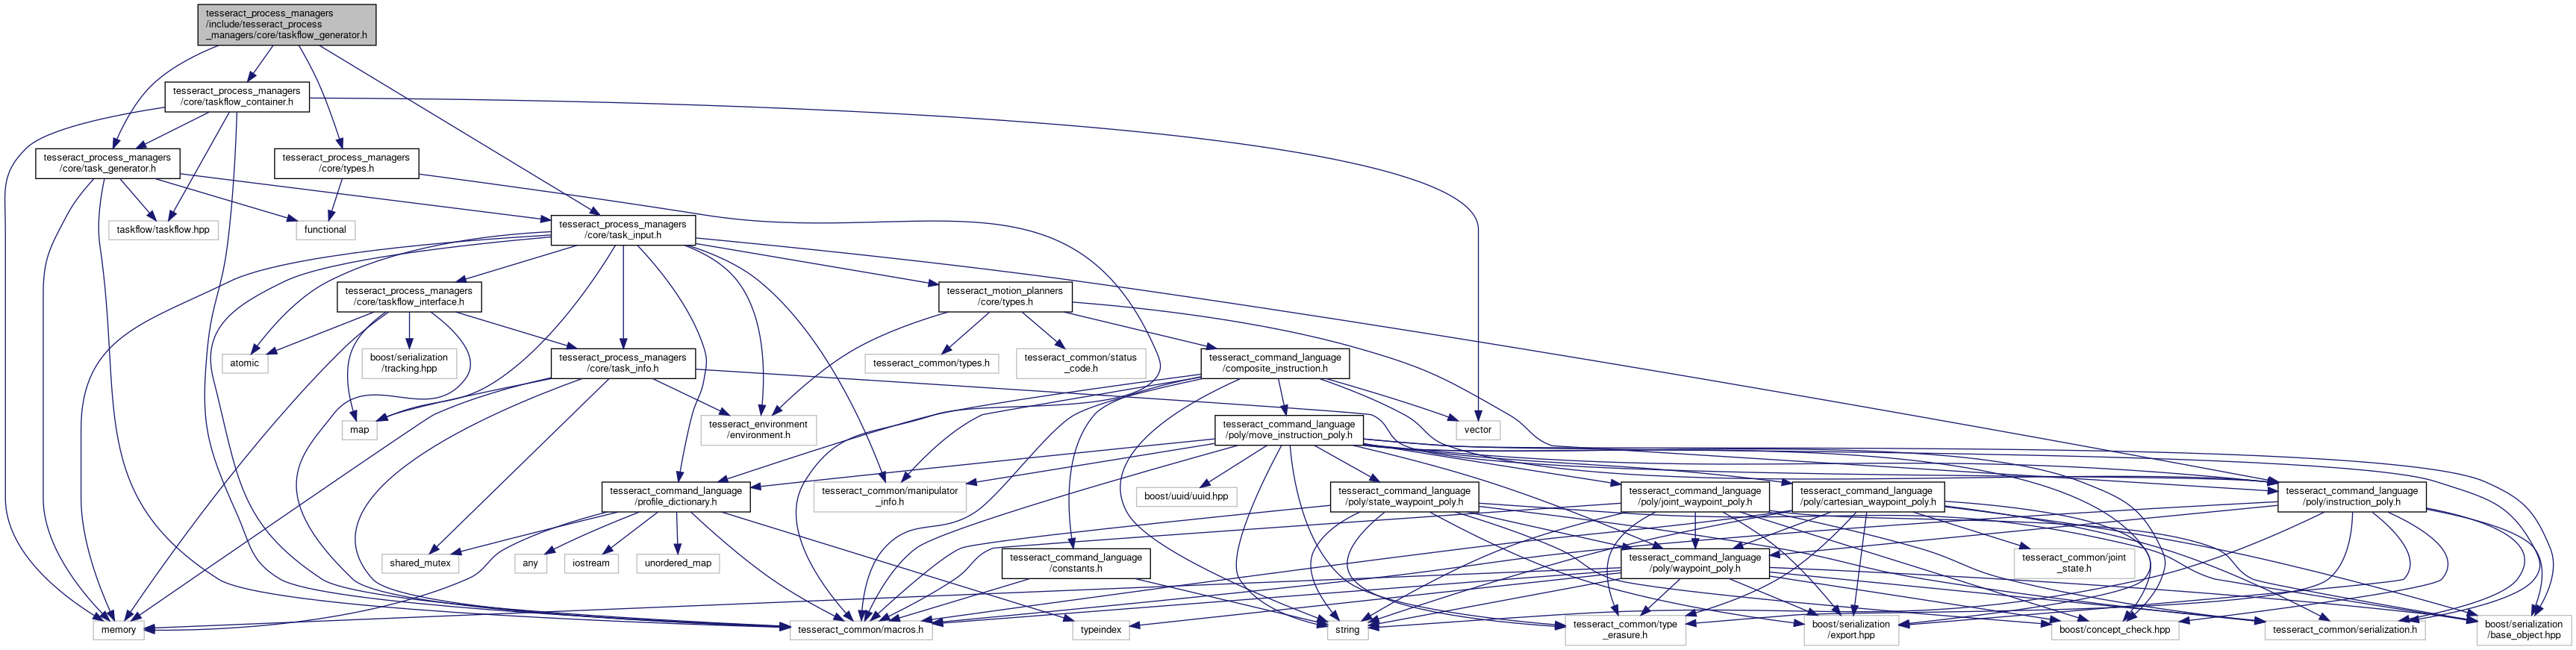 tesseract_process_managers
/include/tesseract_process
_managers/core/taskflow_generator.h
tesseract_process_managers
/core/taskflow_container.h
tesseract_process_managers
/core/task_generator.h
tesseract_process_managers
/core/types.h
taskflow/taskflow.hpp
functional
tesseract_process_managers
/core/task_input.h
tesseract_process_managers
/core/taskflow_interface.h
tesseract_motion_planners
/core/types.h
atomic
boost/serialization
/tracking.hpp
tesseract_process_managers
/core/task_info.h
tesseract_common/types.h
tesseract_common/status
_code.h
tesseract_command_language
/composite_instruction.h
map
tesseract_environment
/environment.h
tesseract_command_language
/poly/move_instruction_poly.h
vector
tesseract_command_language
/profile_dictionary.h
tesseract_common/manipulator
_info.h
boost/uuid/uuid.hpp
tesseract_command_language
/poly/state_waypoint_poly.h
tesseract_command_language
/poly/joint_waypoint_poly.h
tesseract_command_language
/poly/cartesian_waypoint_poly.h
tesseract_command_language
/poly/instruction_poly.h
shared_mutex
any
iostream
unordered_map
tesseract_command_language
/constants.h
tesseract_command_language
/poly/waypoint_poly.h
tesseract_common/joint
_state.h
memory
tesseract_common/macros.h
typeindex
string
tesseract_common/type
_erasure.h
boost/serialization
/export.hpp
boost/concept_check.hpp
tesseract_common/serialization.h
boost/serialization
/base_object.hpp